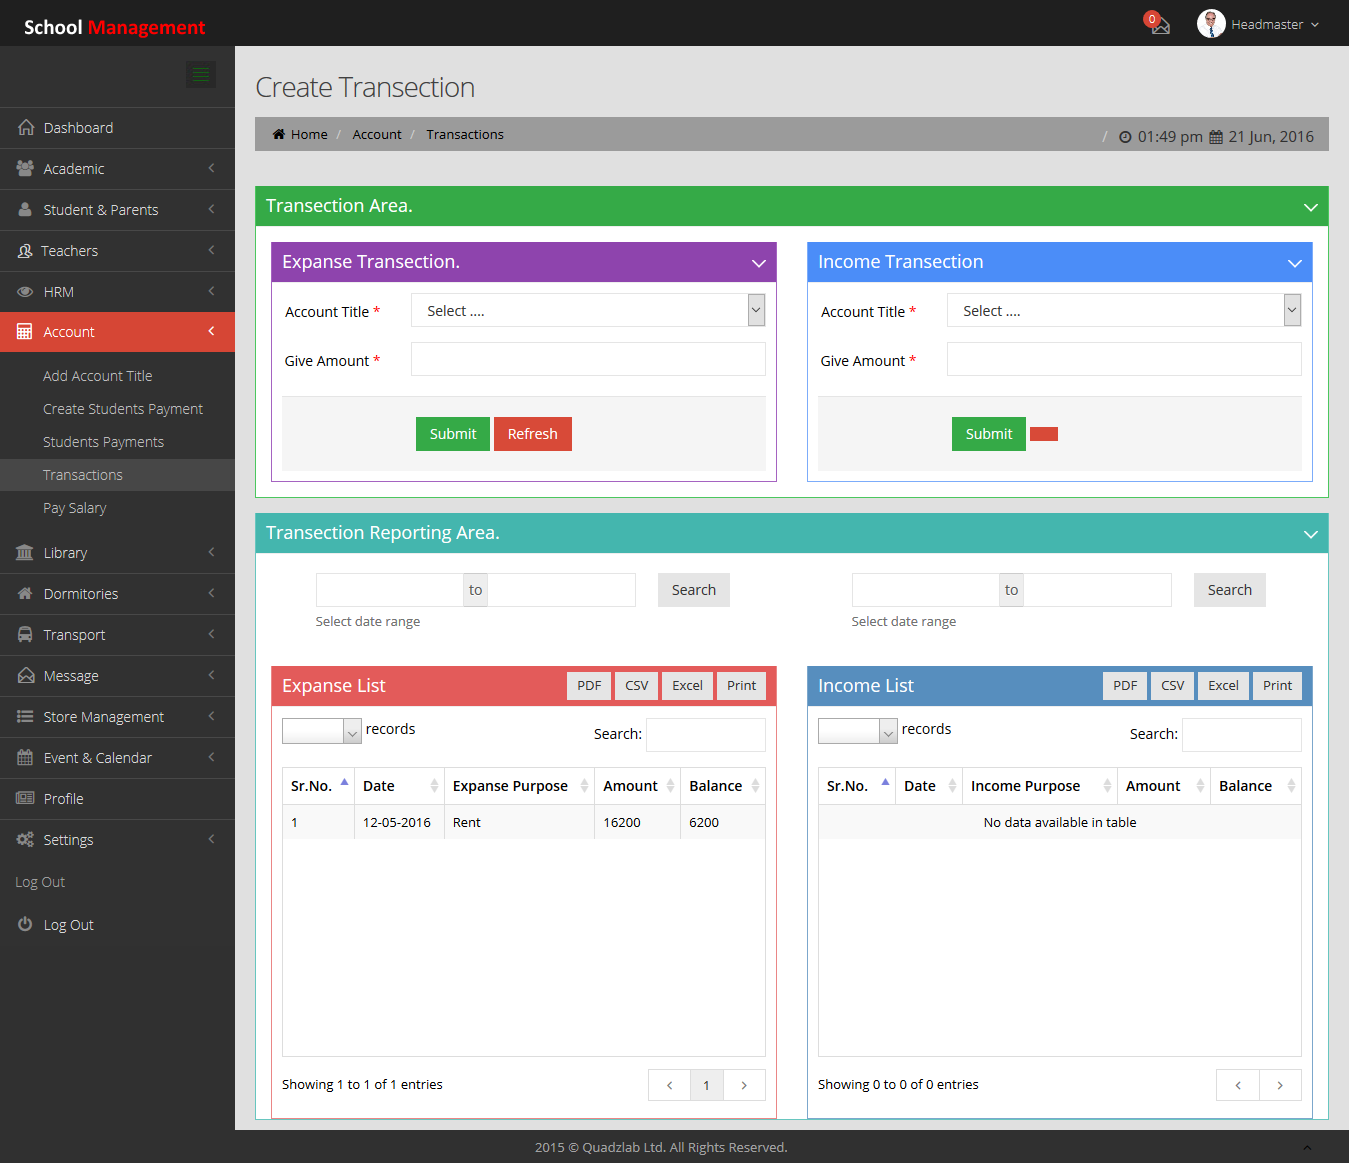 School Management
0
Headmaster
Create Transection
Home / Account / Transactions
/ 01:49 pm 21 Jun, 2016
Dashboard
Academic
Student & Parents
Teachers
HRM
Account
Add Account Title
Create Students Payment
Students Payments
Transactions
Pay Salary
Library
Dormitories
Transport
Message
Store Management
Event & Calendar
Profile
Settings
Log Out
Log Out
Transection Area.
Expanse Transection.
Account Title *
Select ....
Give Amount *
Submit Refresh
Income Transection
Account Title *
Select ....
Give Amount *
Submit
Transection Reporting Area.
to Search
Select date range
to Search
Select date range
Expanse List PDF CSV Excel Print
records Search:
Sr.No. Date Expanse Purpose Amount Balance
1 12-05-2016 Rent 16200 6200
Showing 1 to 1 of 1 entries
1
Income List PDF CSV Excel Print
records Search:
Sr.No. Date Income Purpose Amount Balance
No data available in table
Showing 0 to 0 of 0 entries
2015 © Quadzlab Ltd. All Rights Reserved.